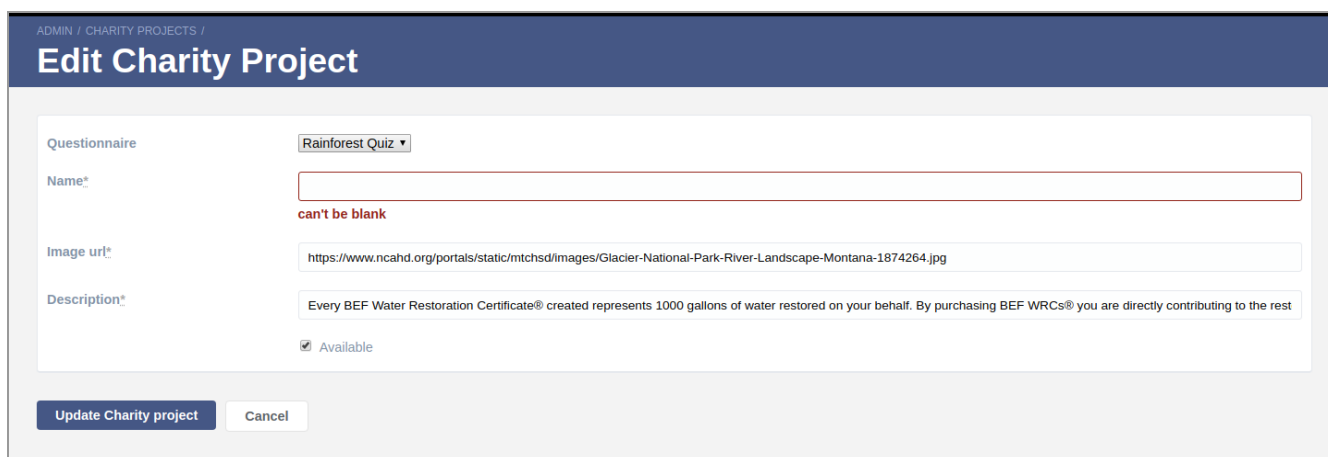 ADMIN / CHARITY PROJECTS /
Edit Charity Project
Questionnaire
Rainforest Quiz
Name*
can't be blank
Image url*
https://www.ncahd.org/portals/static/mtchsd/images/Glacier-National-Park-River-Landscape-Montana-1874264.jpg
Description*
Every BEF Water Restoration Certificate® created represents 1000 gallons of water restored on your behalf. By purchasing BEF WRCs® you are directly contributing to the rest
Available
Update Charity project
Cancel